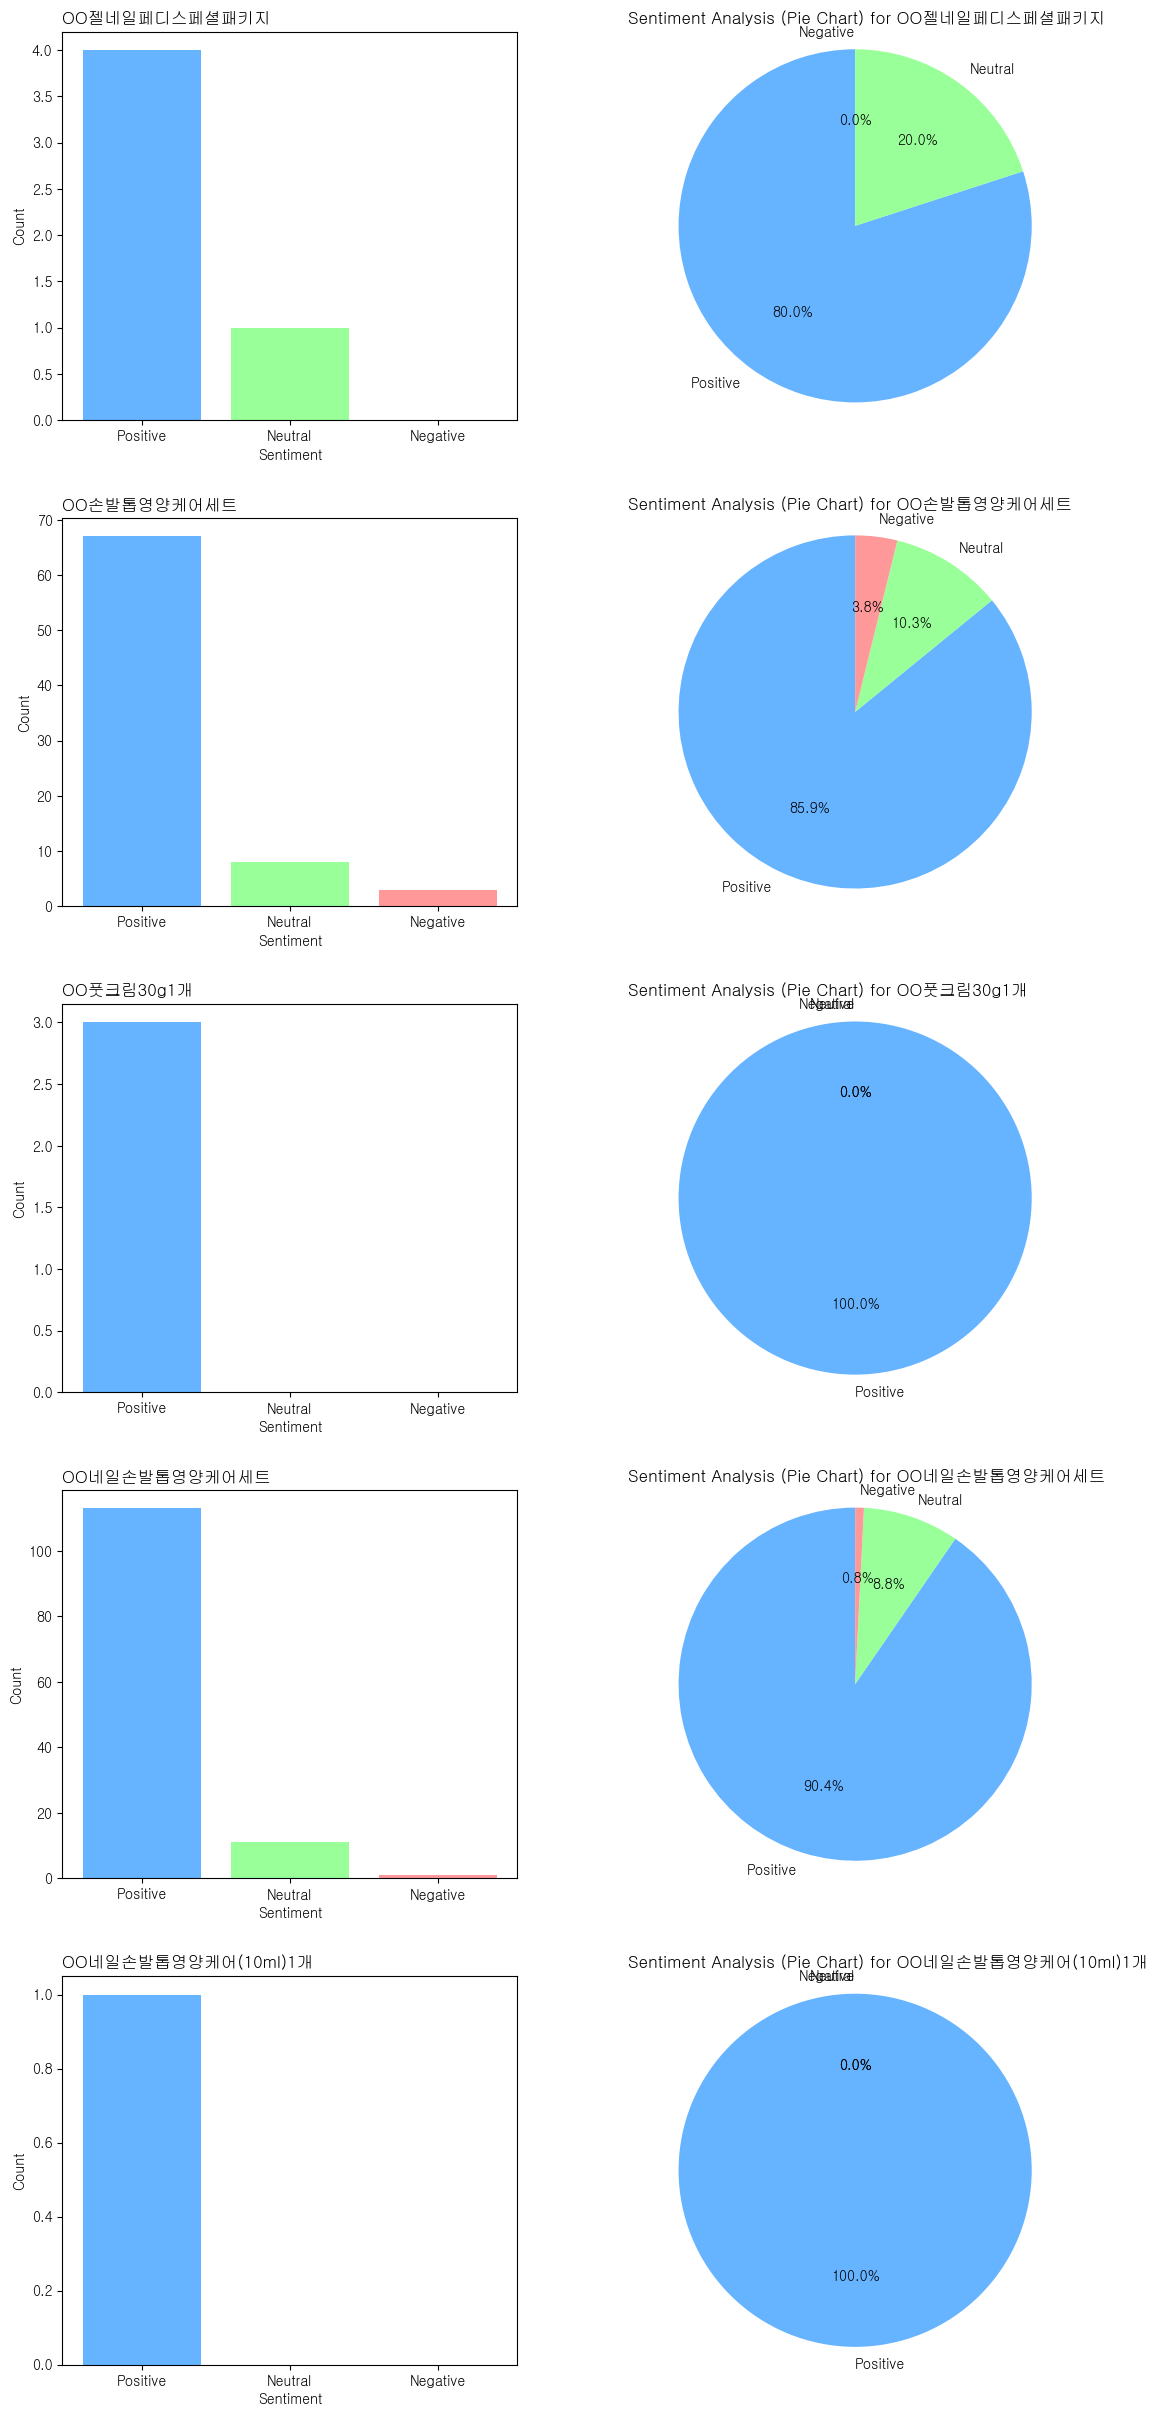 OO젤네일페디스페셜패키지
4.0
3.5
3.0
2.5
2.0
1.5
1.0
0.5
0.0
Count
Positive
Neutral
Negative
Sentiment
Sentiment Analysis (Pie Chart) for OO젤네일페디스페셜패키지
Negative
Neutral
0.0%
20.0%
80.0%
Positive
OO손발톱영양케어세트
70
60
50
40
30
20
10
0
Count
Positive
Neutral
Negative
Sentiment
Sentiment Analysis (Pie Chart) for OO손발톱영양케어세트
Negative
Neutral
3.8%
10.3%
85.9%
Positive
OO풋크림30g1개
3.0
2.5
2.0
1.5
1.0
0.5
0.0
Count
Positive
Neutral
Negative
Sentiment
Sentiment Analysis (Pie Chart) for OO풋크림30g1개
Negative
Neutral
0.0%
0.0%
100.0%
Positive
OO네일손발톱영양케어세트
100
80
60
40
20
0
Count
Positive
Neutral
Negative
Sentiment
Sentiment Analysis (Pie Chart) for OO네일손발톱영양케어세트
Negative
Neutral
0.8%
8.8%
90.4%
Positive
OO네일손발톱영양케어(10ml)1개
1.0
0.8
0.6
0.4
0.2
0.0
Count
Positive
Neutral
Negative
Sentiment
Sentiment Analysis (Pie Chart) for OO네일손발톱영양케어(10ml)1개
Negative
Neutral
0.0%
0.0%
100.0%
Positive